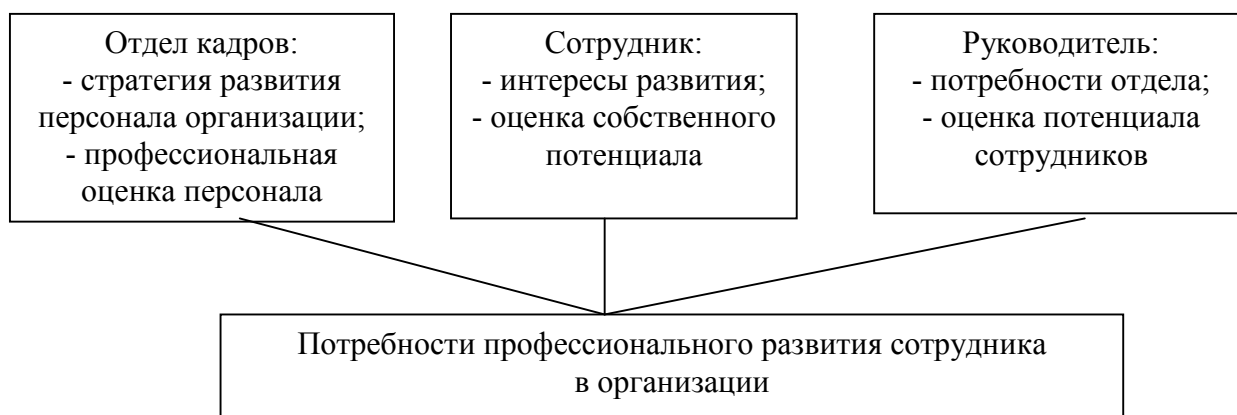 Отдел кадров:
- стратегия развития
персонала организации;
- профессиональная
оценка персонала
Сотрудник:
- интересы развития;
- оценка собственного
потенциала
Руководитель:
- потребности отдела;
- оценка потенциала
сотрудников
Потребности профессионального развития сотрудника
в организации